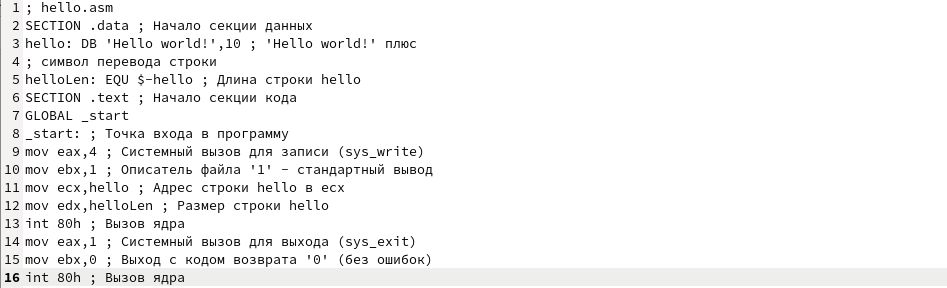 1 ; hello.asm
2 SECTION .data ; Начало секции данных
3 hello: DB 'Hello world!',10 ; 'Hello world!' плюс
4 ; символ перевода строки
5 helloLen: EQU $-hello ; Длина строки hello
6 SECTION .text ; Начало секции кода
7 GLOBAL _start
8 _start: ; Точка входа в программу
9 mov eax,4 ; Системный вызов для записи (sys_write)
10 mov ebx,1 ; Описатель файла '1' - стандартный вывод
11 mov ecx,hello ; Адрес строки hello в ecx
12 mov edx,helloLen ; Размер строки hello
13 int 80h ; Вызов ядра
14 mov eax,1 ; Системный вызов для выхода (sys_exit)
15 mov ebx,0 ; Выход с кодом возврата '0' (без ошибок)
16 int 80h ; Вызов ядра